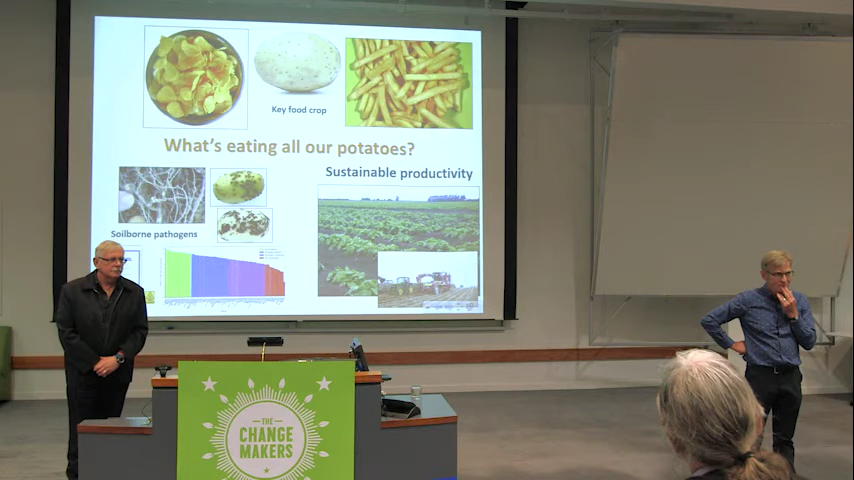 Key food crop
What's eating all our potatoes?
Sustainable productivity
Soilborne pathogens
THE
CHANGE
MAKERS